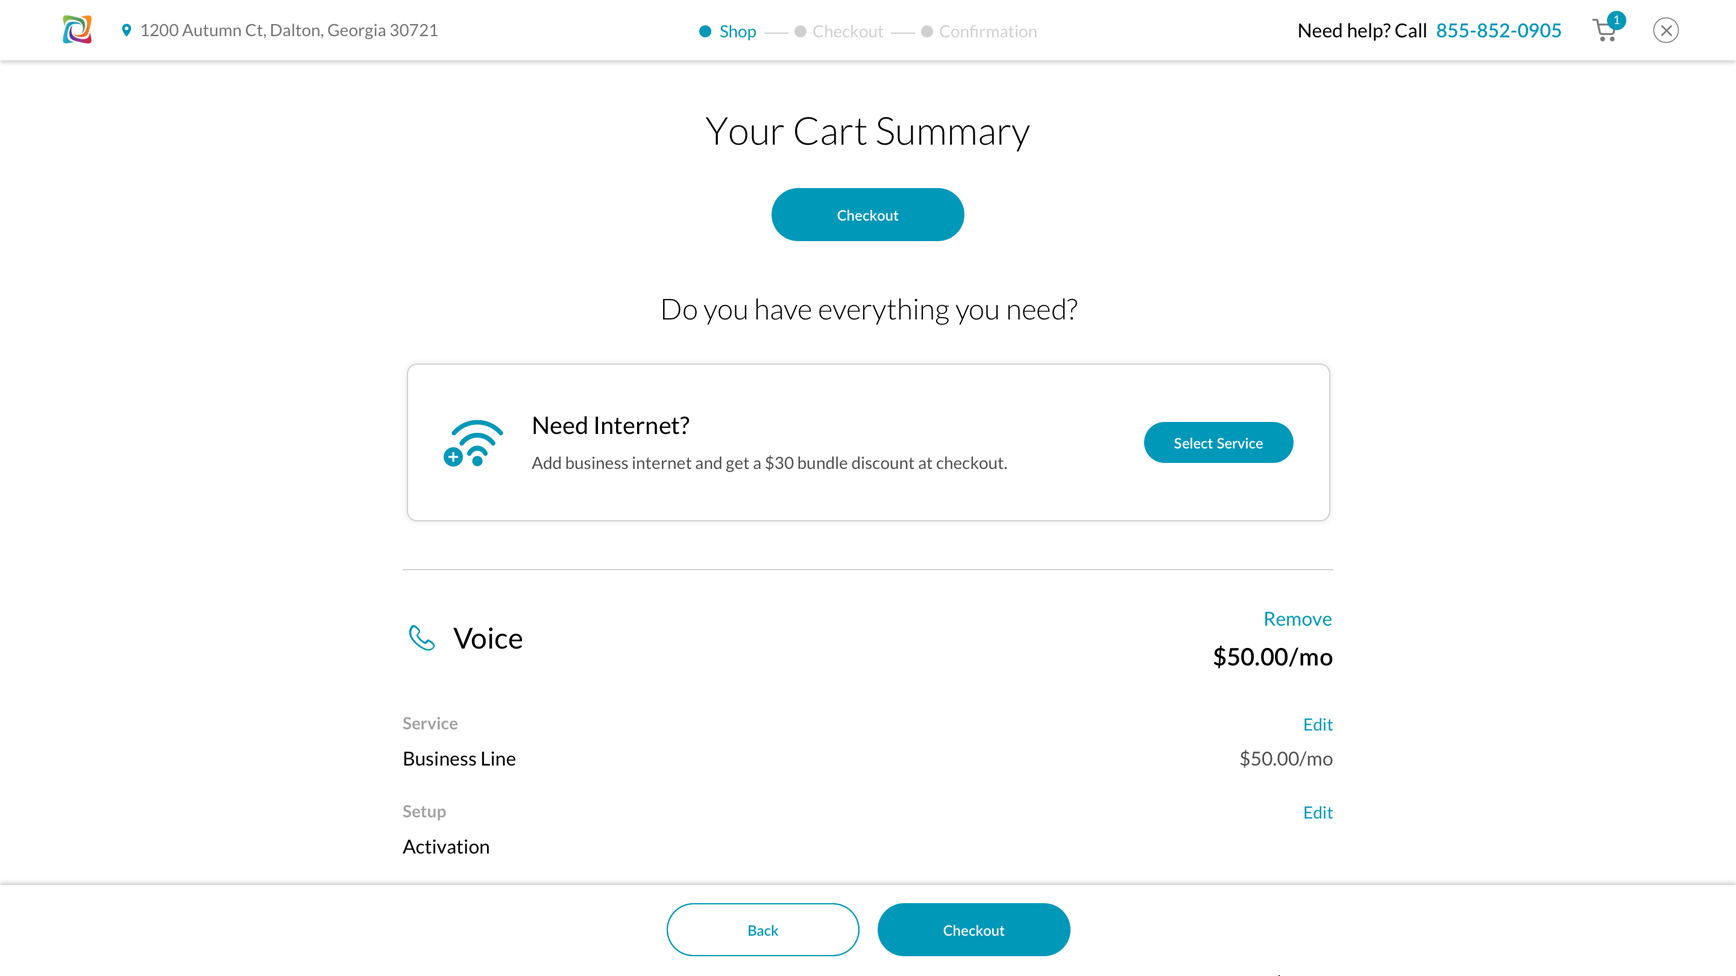 1200 Autumn Ct, Dalton, Georgia 30721
Shop
Checkout
Confirmation
Need help? Call 855-852-0905
1
Your Cart Summary
Checkout
Do you have everything you need?
Need Internet?
Add business internet and get a $30 bundle discount at checkout.
Select Service
Voice
Remove
$50.00/mo
Service
Edit
Business Line
$50.00/mo
Setup
Edit
Activation
Back
Checkout